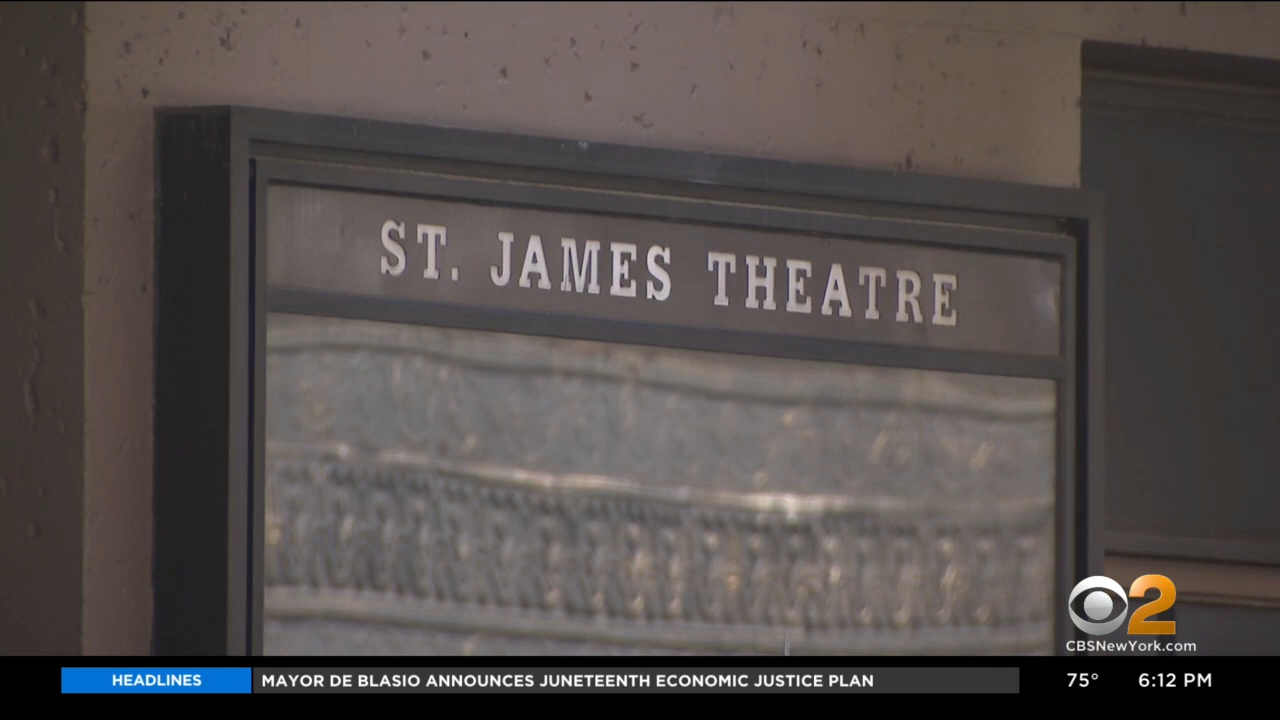 ST. JAMES THEATRE
2
CBSNewYork.com
HEADLINES MAYOR DE BLASIO ANNOUNCES JUNETEENTH ECONOMIC JUSTICE PLAN 75° 6:12 PM